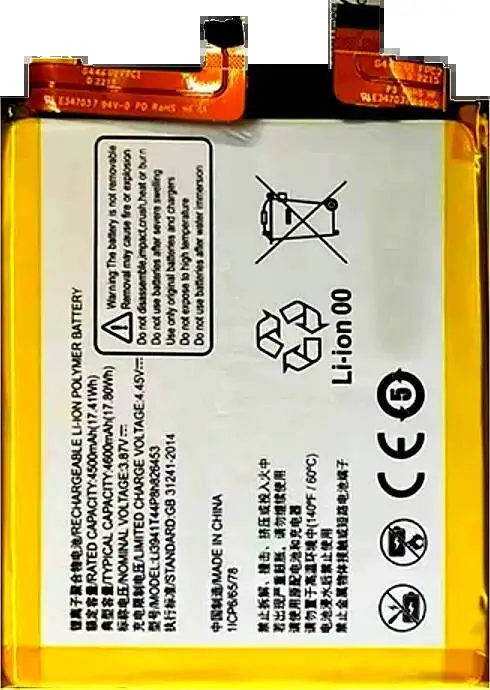 G446UEVPC1
0 2215
E347037 94V-0 PD RoHS HF
0 2215
E347037
锂离子聚合物电池/RECHARGEABLE LI-ION POLYMER BATTERY
额定容量/RATED CAPACITY:4500mAh(17.41Wh)
典型容量/TYPICAL CAPACITY:4600mAh(17.80Wh)
标称电压/NOMINAL VOLTAGE:3.87V⎓
充电限制电压/LIMITED CHARGE VOLTAGE:4.45V⎓
型号/MODEL:LI3941T44P8h826453
执行标准/STANDARD:GB 31241-2014
中国制造/MADE IN CHINA
1ICP6/65/78
Warning:The battery is not removable
Removal may cause fire or explosion
Do not disassemble,impact,crush,heat or burn
Do not use batteries after severe swelling
Use only original batteries and chargers
Do not expose to high temperature
Do not use batteries after water immersion
Li-ion 00
禁止拆解、撞击、挤压或投入火中
若出现严重鼓胀、请勿继续使用
请使用原配电池和充电器
请勿置于高温环境中(140°F / 60°C)
电池浸水后禁止使用
禁止金属物体接触或短路电池端子
CE
5